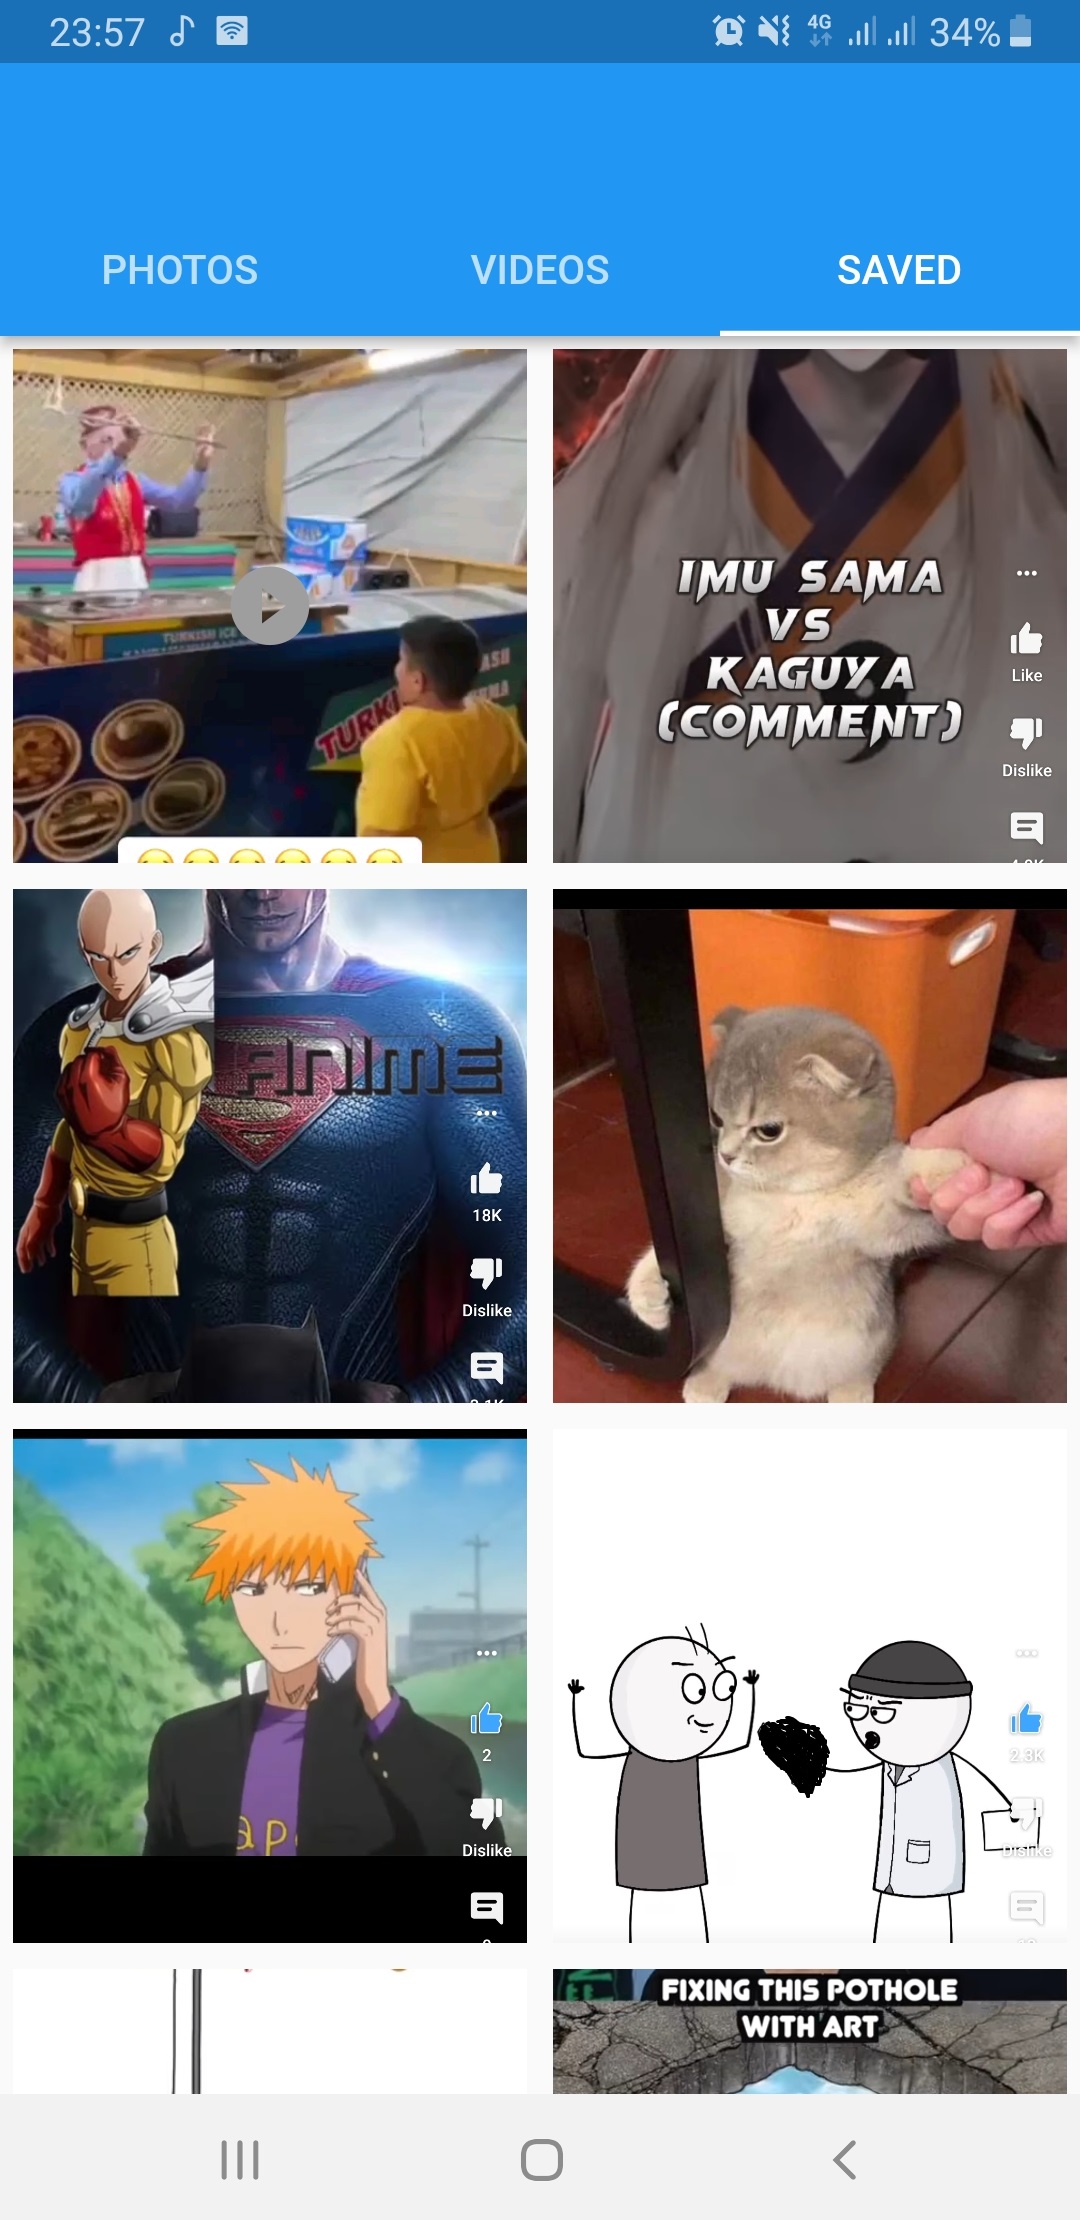 23:57
4G
34%
PHOTOS
VIDEOS
SAVED
TURKISH ICE
TURKI
IMU SAMA
VS
KAGUYA
(COMMENT)
Like
Dislike
ANIME
18K
Dislike
2
Dislike
2.3K
Dislike
FIXING THIS POTHOLE
WITH ART